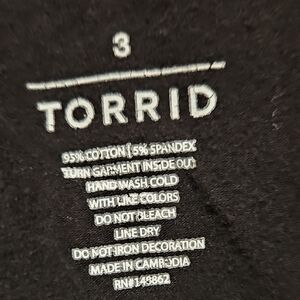 3
TORRID
95% COTTON | 5% SPANDEX
TURN GARMENT INSIDE OUT
HAND WASH COLD
WITH LIKE COLORS
DO NOT BLEACH
LINE DRY
DO NOT IRON DECORATION
MADE IN CAMBODIA
RN#145862